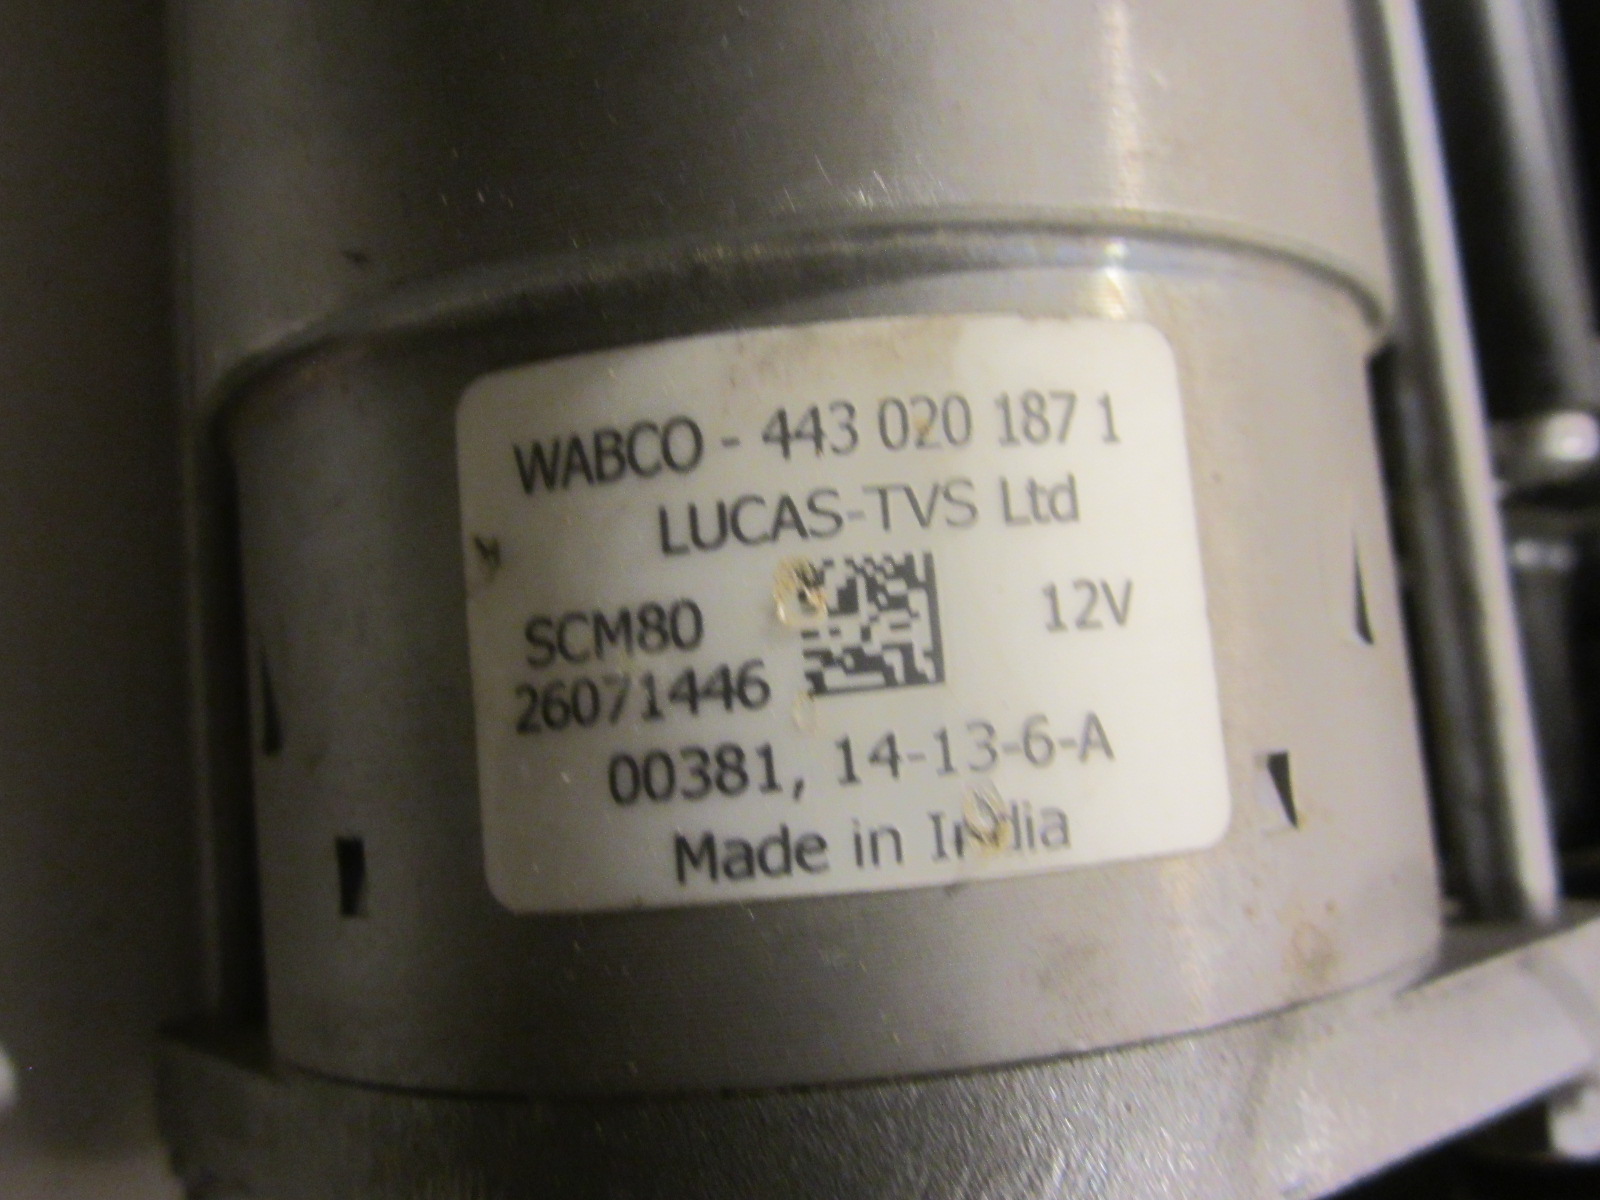 WABCO - 443 020 187 1
LUCAS-TVS Ltd
SCM80
12V
26071446
00381, 14-13-6-A
Made in India